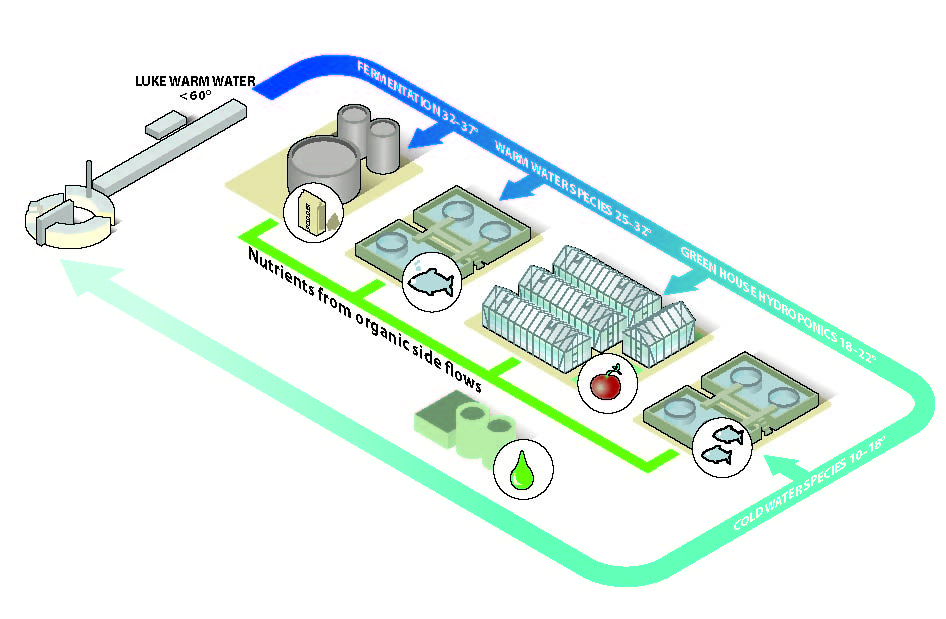 LUKE WARM WATER
<60°
FERMENTATION 32–37°
WARM WATER SPECIES 25–32°
GREEN HOUSE HYDROPONICS 18–22°
COLD WATER SPECIES 10–18°
Nutrients from organic side flows